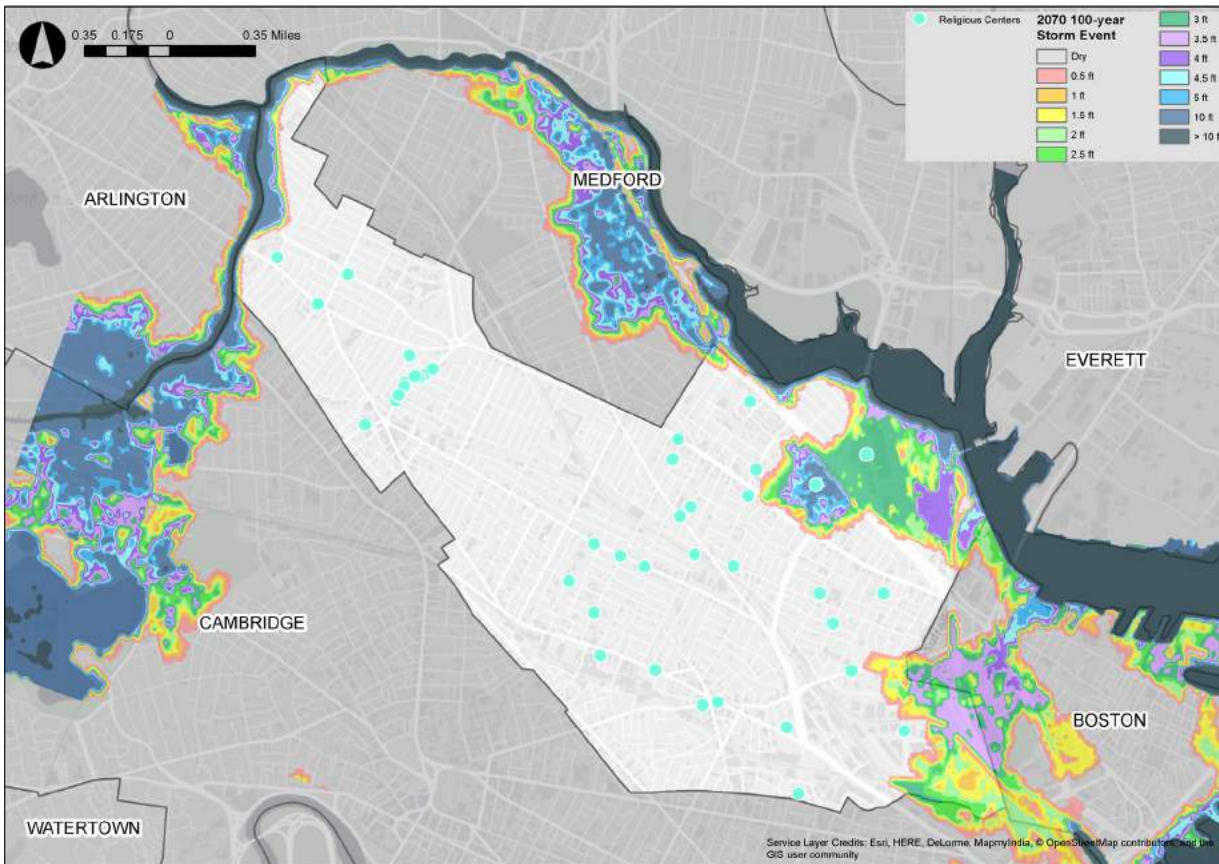 0.35 0.175 0 0.35 Miles
Religious Centers
2070 100-year
Storm Event
Dry
0.5 ft
1 ft
1.5 ft
2 ft
2.5 ft
3 ft
3.5 ft
4 ft
4.5 ft
5 ft
10 ft
> 10 f
ARLINGTON
MEDFORD
EVERETT
CAMBRIDGE
BOSTON
WATERTOWN
Service Layer Credits: Esri, HERE, DeLorme, MapmyIndia, © OpenStreetMap contributors, and the
GIS user community